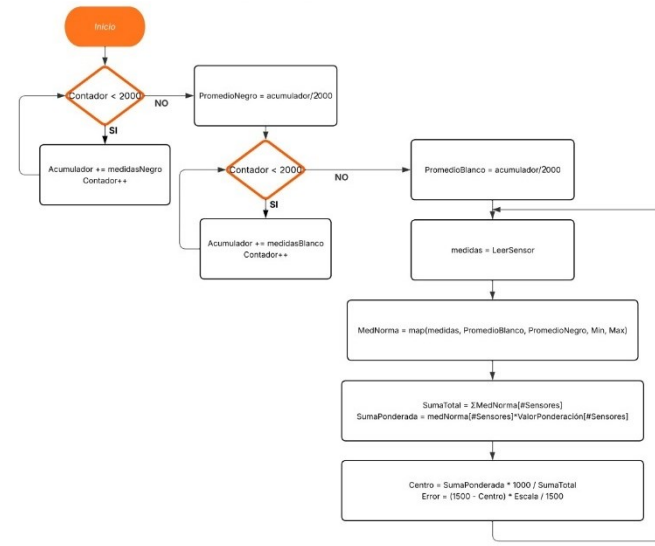 Inicio
Contador < 2000
NO
SI
Acumulador += medidasNegro
Contador++
PromedioNegro = acumulador/2000
Contador < 2000
NO
SI
Acumulador += medidasBlanco
Contador++
PromedioBlanco = acumulador/2000
medidas = LeerSensor
MedNorma = map(medidas, PromedioBlanco, PromedioNegro, Min, Max)
SumaTotal = ΣMedNorma[#Sensores]
SumaPonderada = medNorma[#Sensores]*ValorPonderación[#Sensores]
Centro = SumaPonderada * 1000 / SumaTotal
Error = (1500 - Centro) * Escala / 1500